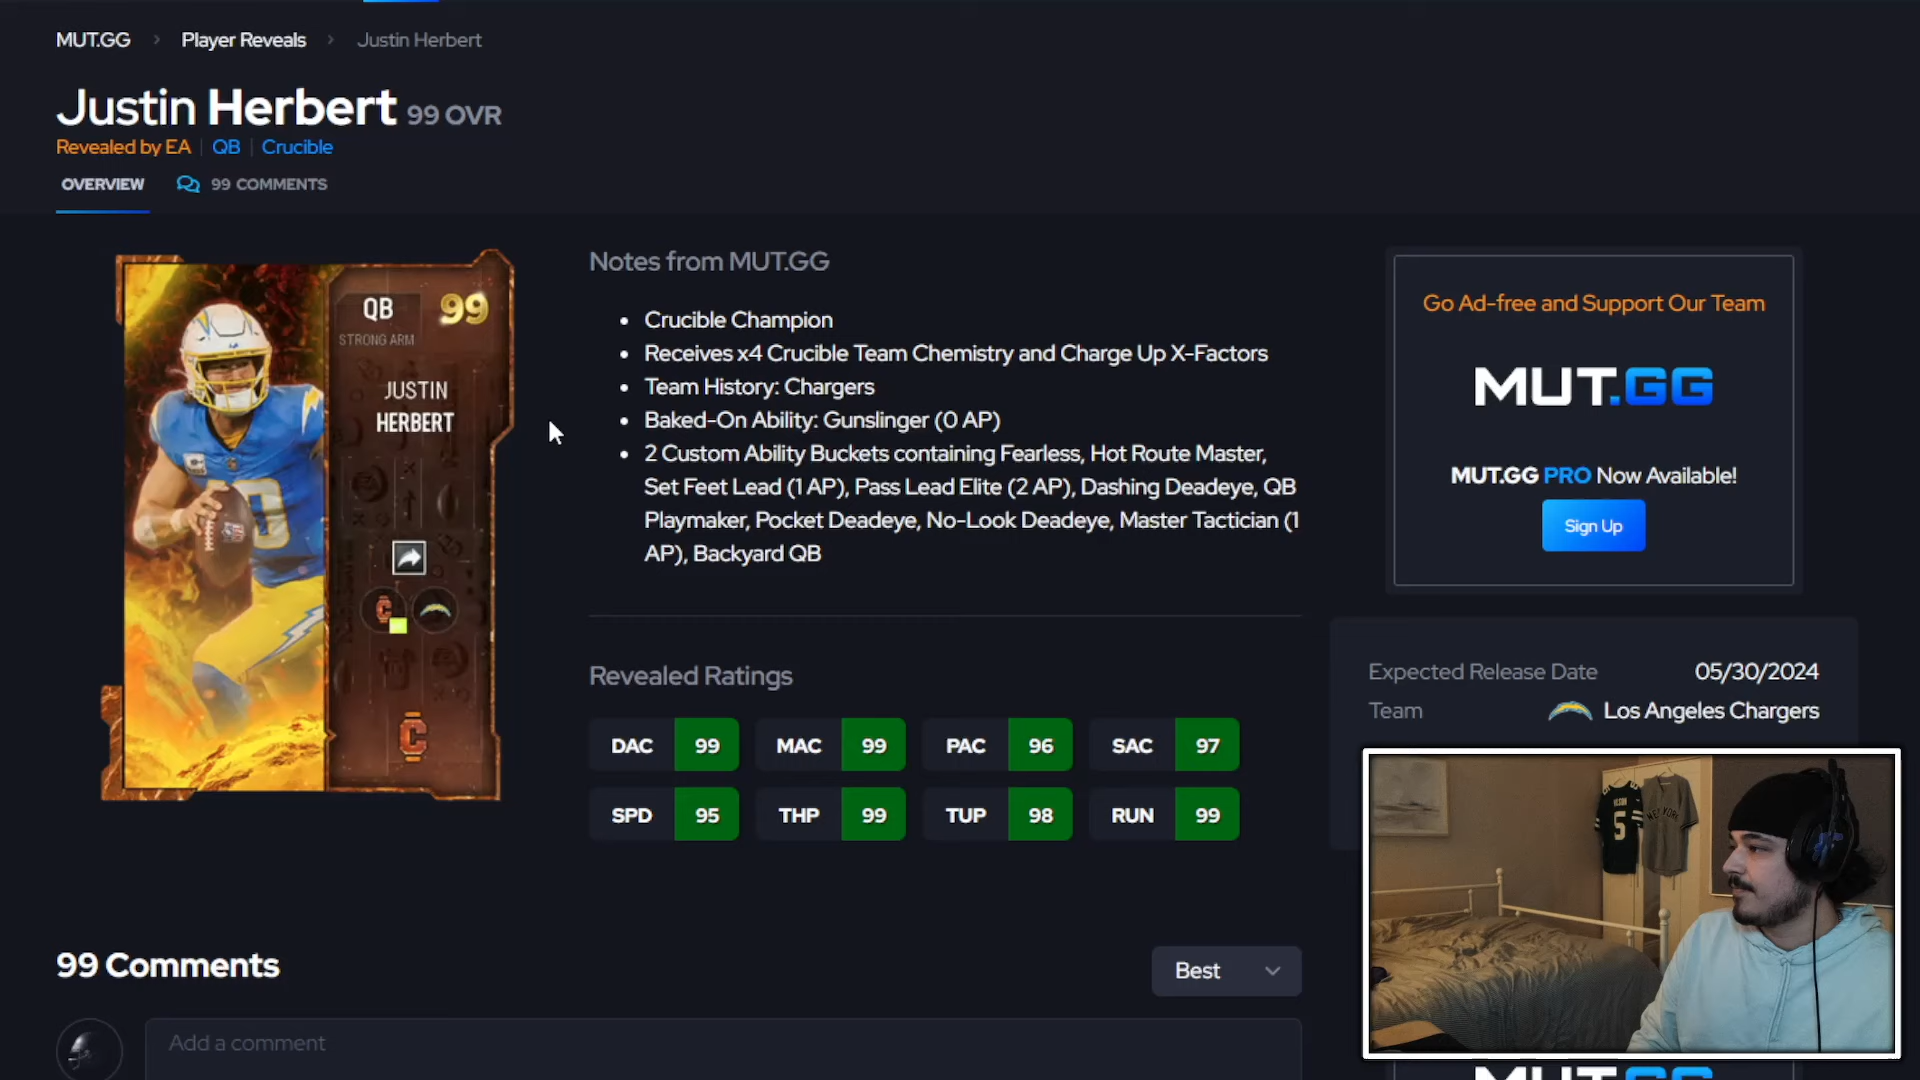 MUT.GG > Player Reveals > Justin Herbert
Justin Herbert 99 OVR
Revealed by EA | QB | Crucible
OVERVIEW 99 COMMENTS
QB 99
STRONG ARM
JUSTIN
HERBERT
C
C
Notes from MUT.GG
• Crucible Champion
• Receives x4 Crucible Team Chemistry and Charge Up X-Factors
• Team History: Chargers
• Baked-On Ability: Gunslinger (0 AP)
• 2 Custom Ability Buckets containing Fearless, Hot Route Master,
Set Feet Lead (1 AP), Pass Lead Elite (2 AP), Dashing Deadeye, QB
Playmaker, Pocket Deadeye, No-Look Deadeye, Master Tactician (1
AP), Backyard QB
Revealed Ratings
DAC 99 MAC 99 PAC 96 SAC 97
SPD 95 THP 99 TUP 98 RUN 99
Go Ad-free and Support Our Team
MUT.GG
MUT.GG PRO Now Available!
Sign Up
Expected Release Date 05/30/2024
Team Los Angeles Chargers
5
99 Comments
Best
Add a comment